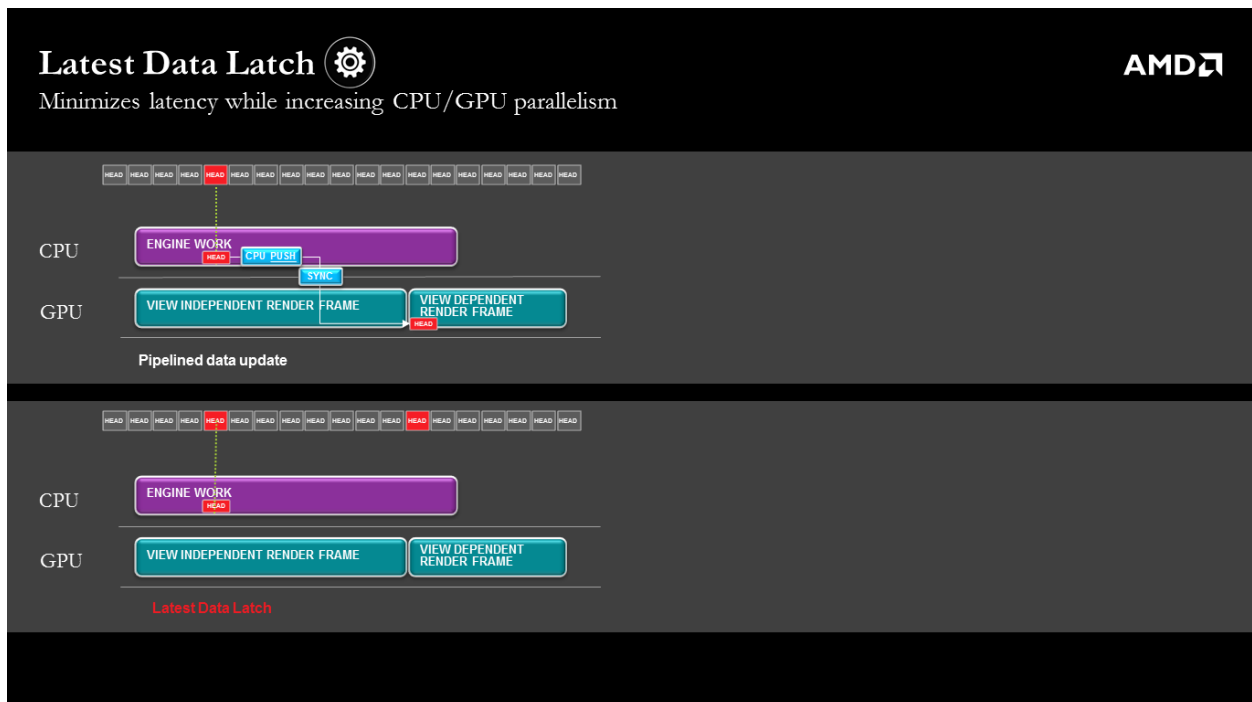 Latest Data Latch
AMD
Minimizes latency while increasing CPU/GPU parallelism
HEAD HEAD HEAD HEAD HEAD HEAD HEAD HEAD HEAD HEAD HEAD HEAD HEAD HEAD HEAD HEAD HEAD HEAD HEAD
CPU
ENGINE WORK
HEAD
CPU PUSH
SYNC
GPU
VIEW INDEPENDENT RENDER FRAME
VIEW DEPENDENT
RENDER FRAME
HEAD
Pipelined data update
HEAD HEAD HEAD HEAD HEAD HEAD HEAD HEAD HEAD HEAD HEAD HEAD HEAD HEAD HEAD HEAD HEAD HEAD HEAD
CPU
ENGINE WORK
HEAD
GPU
VIEW INDEPENDENT RENDER FRAME
VIEW DEPENDENT
RENDER FRAME
Latest Data Latch